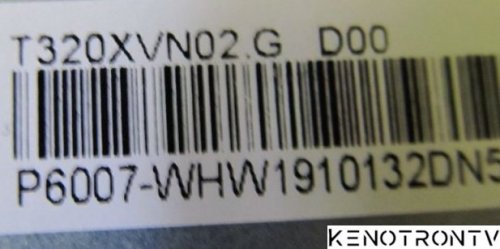 T320XVN02.G D00
P6007-WHW1910132DN5
KENOTRONTV